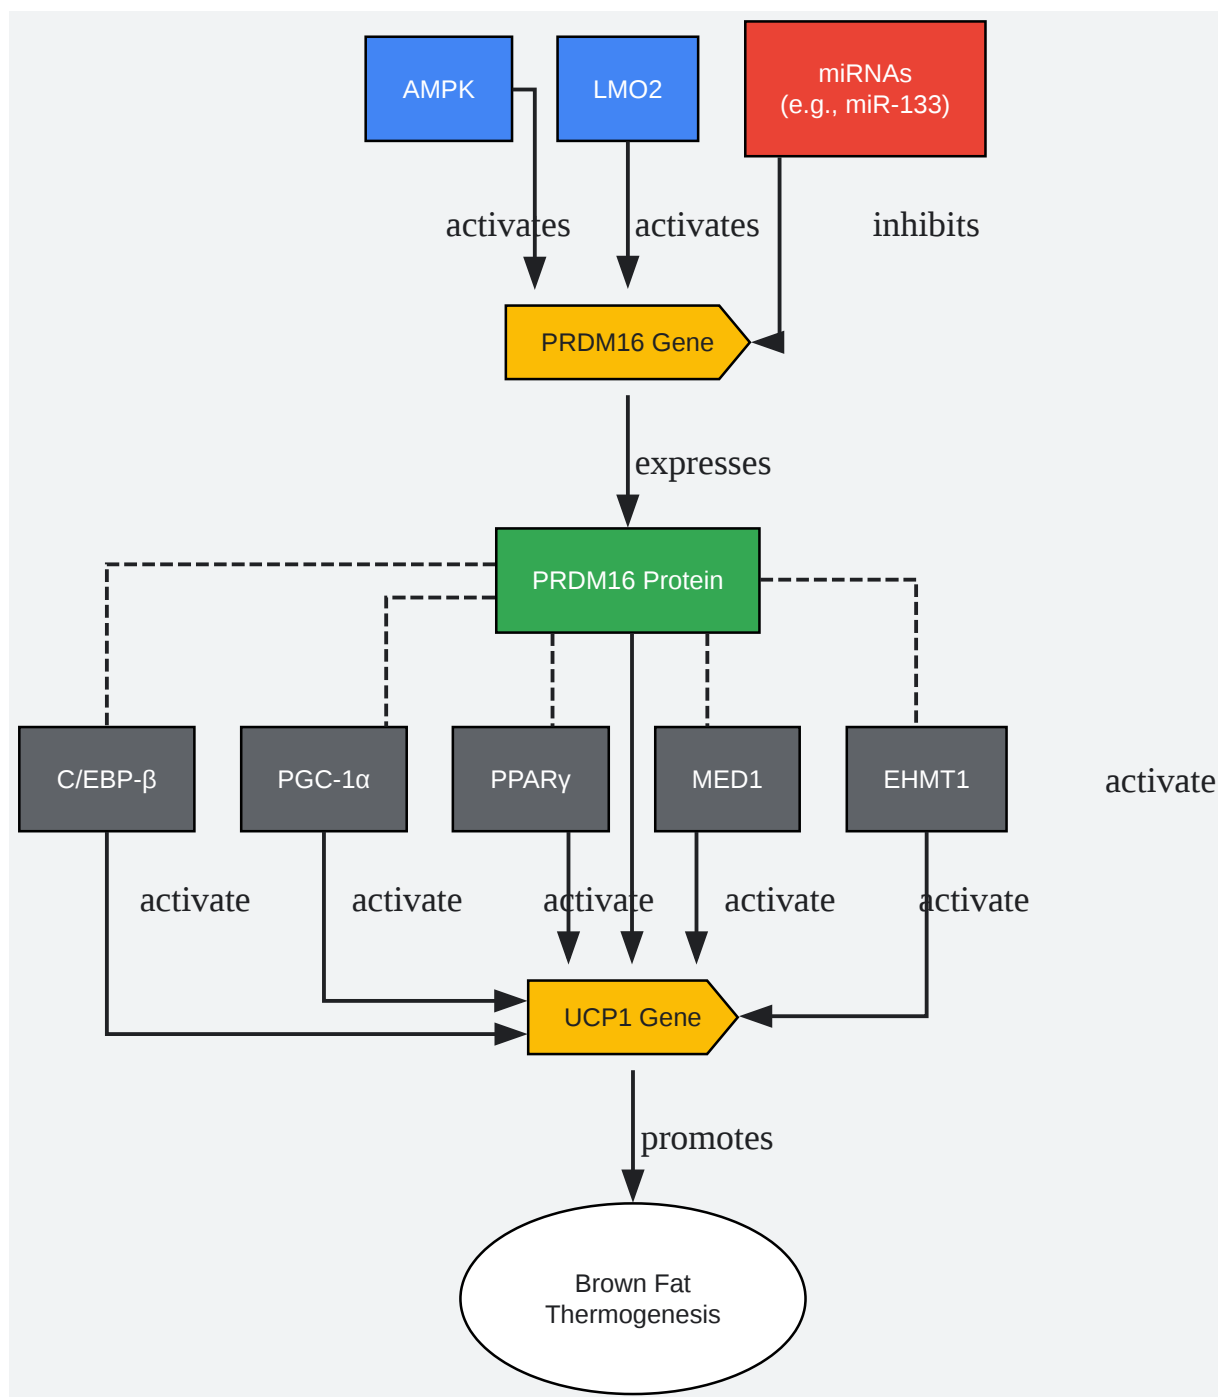 AMPK
LMO2
miRNAs
(e.g., miR-133)
activates
activates
inhibits
PRDM16 Gene
expresses
PRDM16 Protein
C/EBP-β
PGC-1α
PPARγ
MED1
EHMT1
activate
activate
activate
activate
activate
activate
UCP1 Gene
promotes
Brown Fat
Thermogenesis